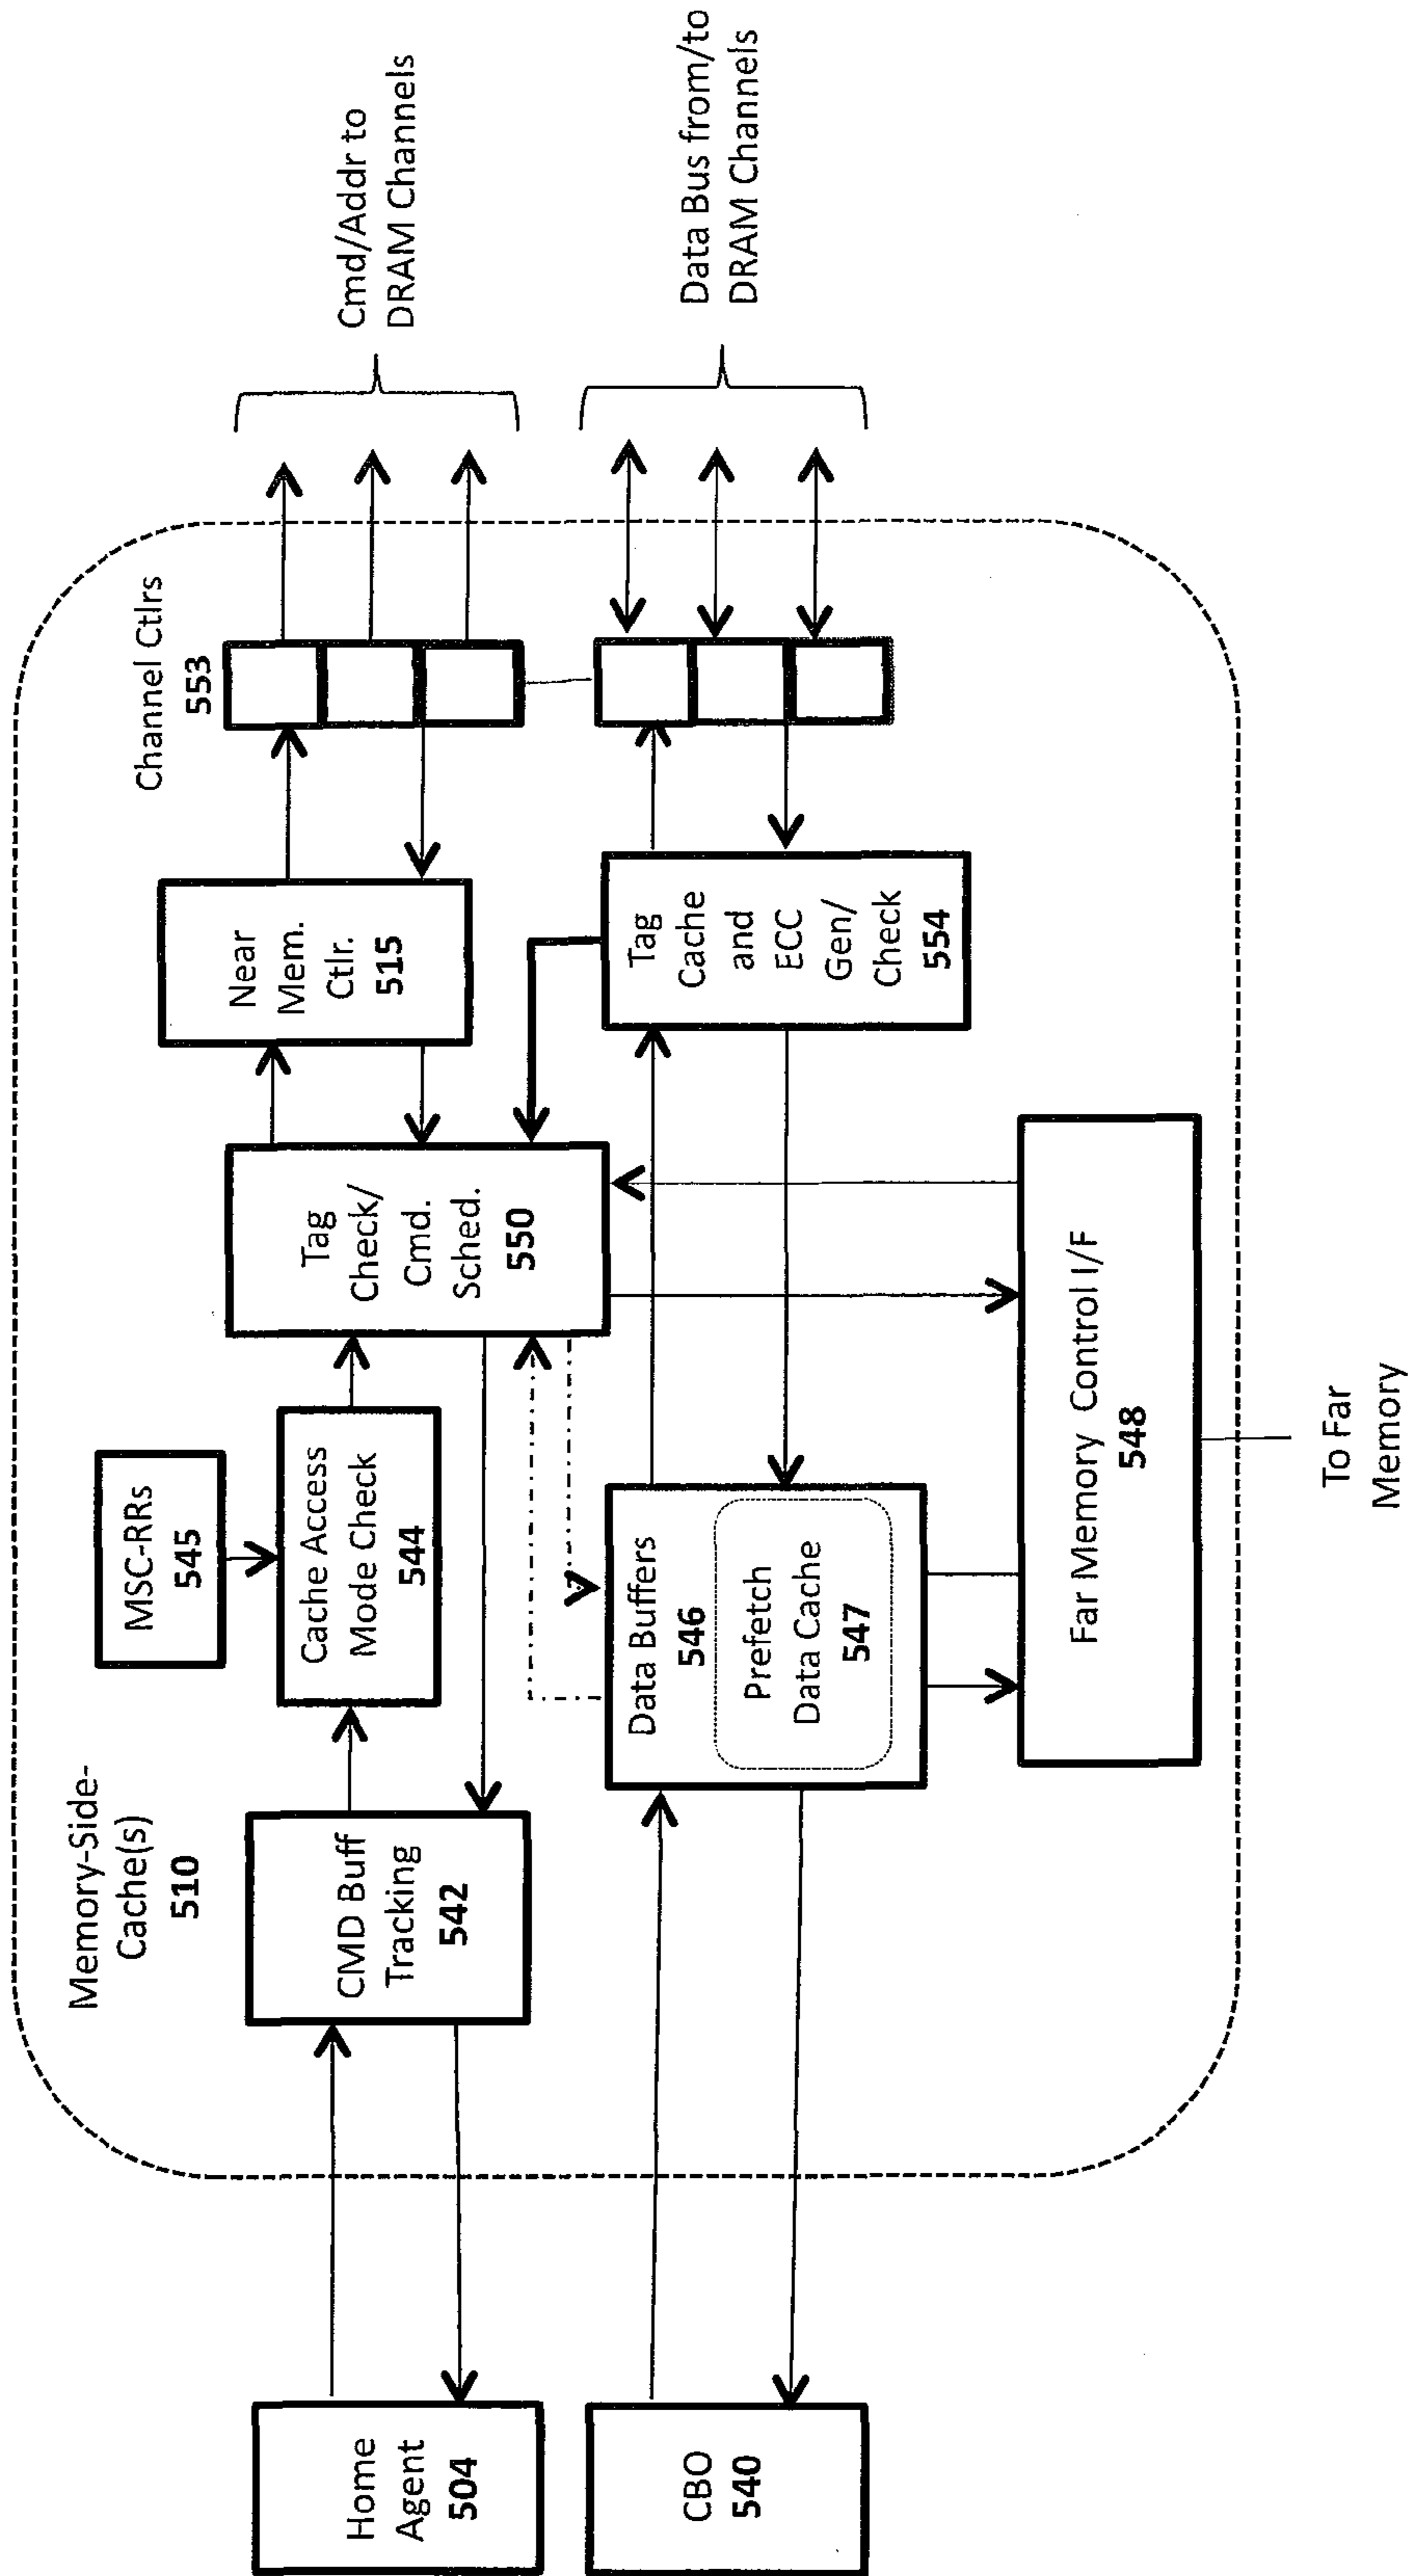 Memory-Side-
Cache(s)
510
MSC-RRs
545
Channel Ctlrs
553
Home
Agent
504
CMD Buff
Tracking
542
Cache Access
Mode Check
544
Tag
Check/
Cmd.
Sched.
550
Near
Mem.
Ctlr.
515
Cmd/Addr to
DRAM Channels
CBO
540
Data Buffers
546
Prefetch
Data Cache
547
Tag
Cache
and
ECC
Gen/
Check
554
Data Bus from/to
DRAM Channels
Far Memory Control I/F
548
To Far
Memory